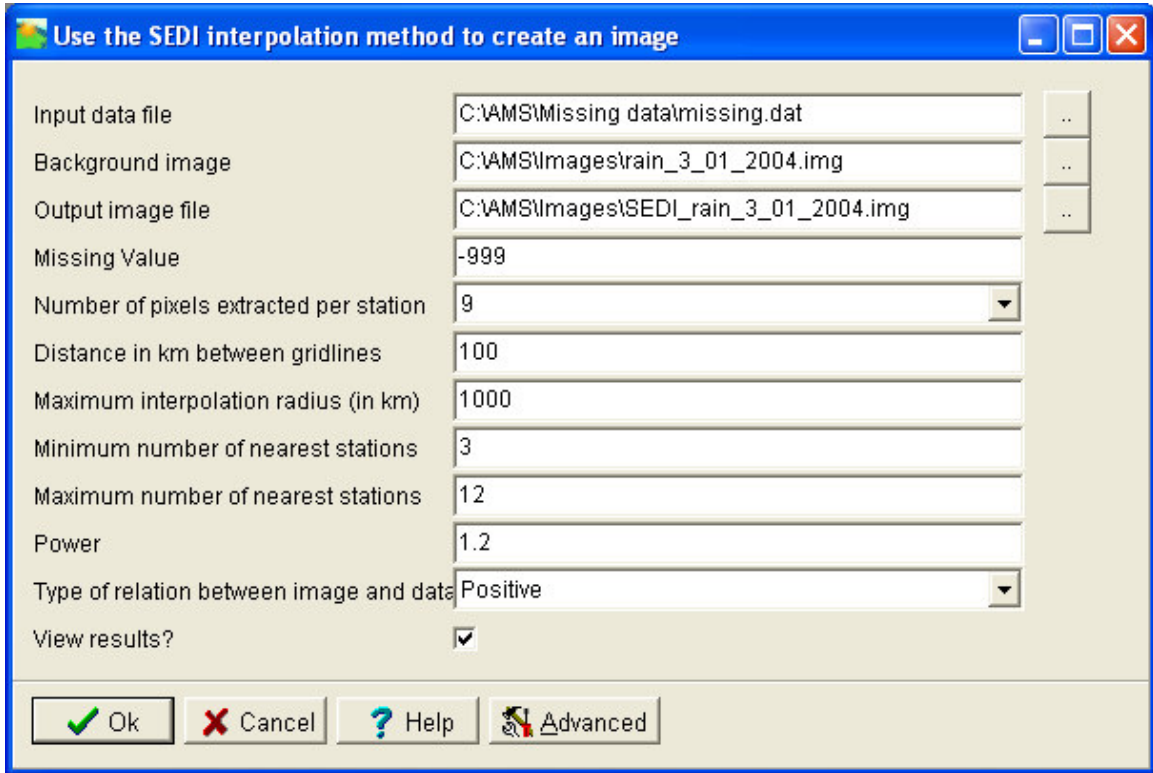 Use the SEDI interpolation method to create an image
Input data file C:\AMS\Missing data\missing.dat ..
Background image C:\AMS\Images\rain_3_01_2004.img ..
Output image file C:\AMS\Images\SEDI_rain_3_01_2004.img ..
Missing Value -999
Number of pixels extracted per station 9
Distance in km between gridlines 100
Maximum interpolation radius (in km) 1000
Minimum number of nearest stations 3
Maximum number of nearest stations 12
Power 1.2
Type of relation between image and data Positive
View results?
Ok Cancel ? Help Advanced